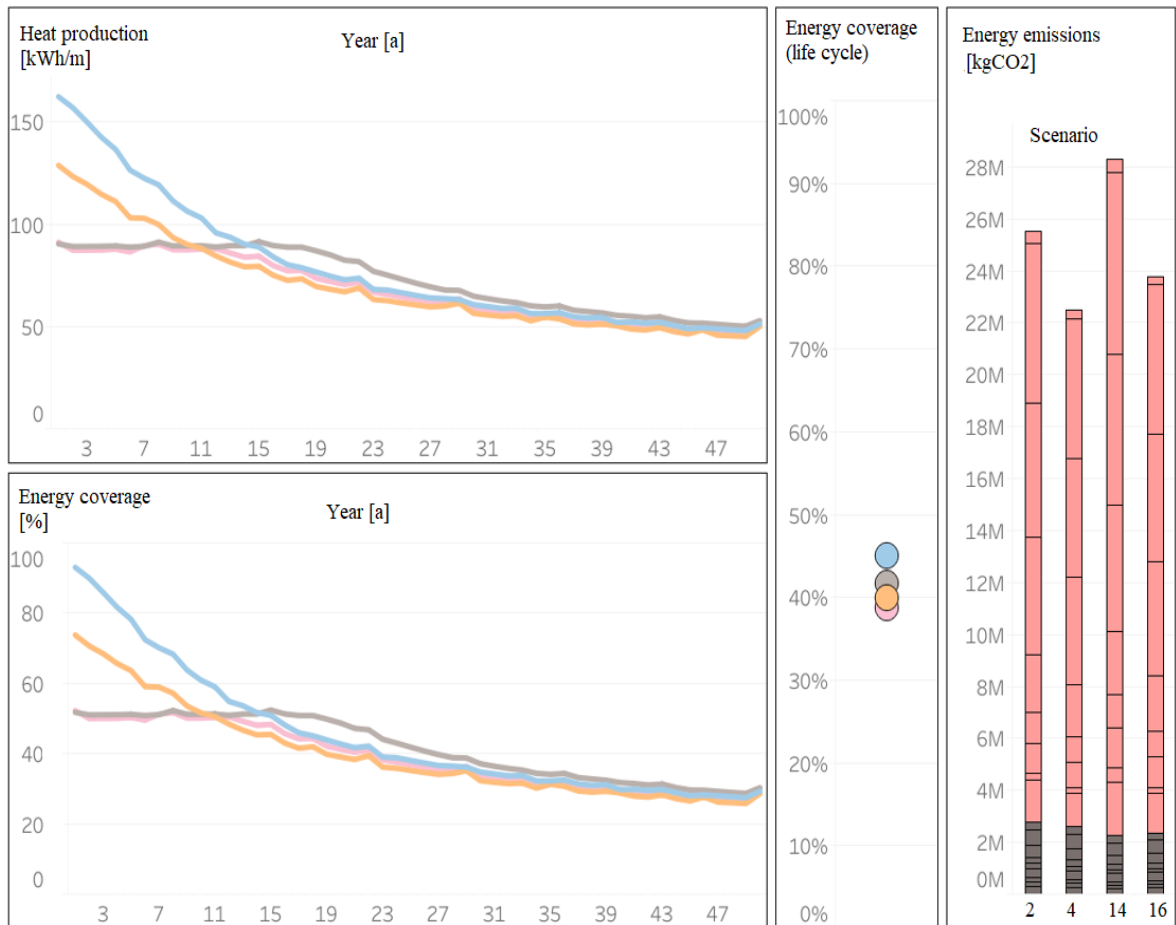 Heat production
[kWh/m]
Year [a]
150
100
50
0
3 7 11 15 19 23 27 31 35 39 43 47
Energy coverage
[%]
Year [a]
100
80
60
40
20
0
3 7 11 15 19 23 27 31 35 39 43 47
Energy coverage
(life cycle)
100%
90%
80%
70%
60%
50%
40%
30%
20%
10%
0%
Energy emissions
[kgCO2]
Scenario
28M
26M
24M
22M
20M
18M
16M
14M
12M
10M
8M
6M
4M
2M
0M
2 4 14 16